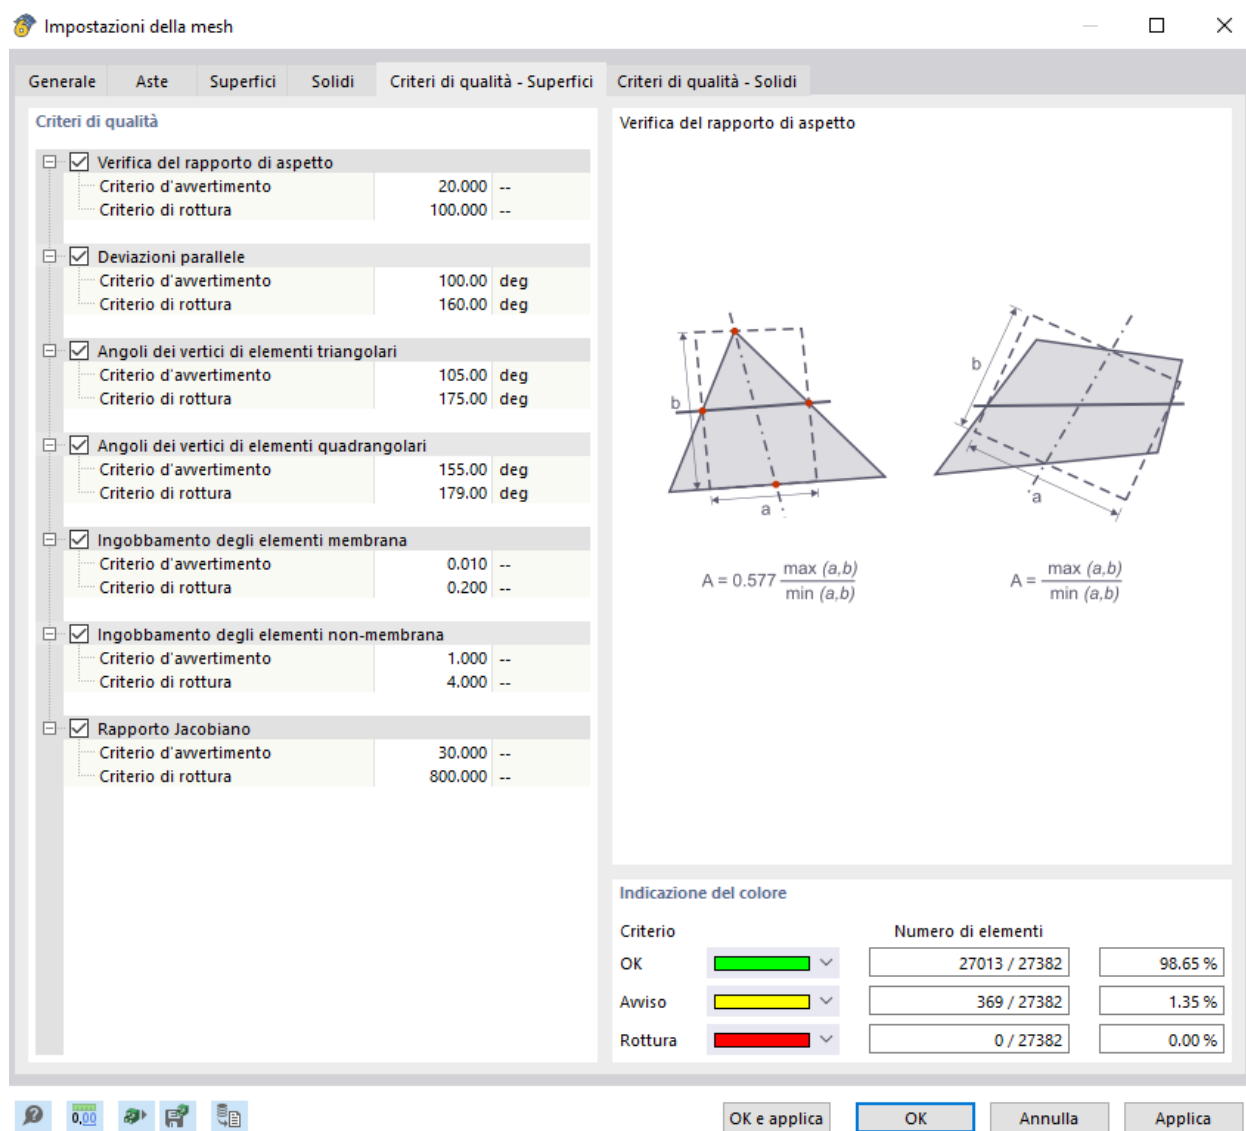 Impostazioni della mesh
Generale Aste Superfici Solidi Criteri di qualità - Superfici Criteri di qualità - Solidi
Criteri di qualità
Verifica del rapporto di aspetto
Criterio d'avvertimento 20.000 --
Criterio di rottura 100.000 --
Deviazioni parallele
Criterio d'avvertimento 100.00 deg
Criterio di rottura 160.00 deg
Angoli dei vertici di elementi triangolari
Criterio d'avvertimento 105.00 deg
Criterio di rottura 175.00 deg
Angoli dei vertici di elementi quadrangolari
Criterio d'avvertimento 155.00 deg
Criterio di rottura 179.00 deg
Ingobbamento degli elementi membrana
Criterio d'avvertimento 0.010 --
Criterio di rottura 0.200 --
Ingobbamento degli elementi non-membrana
Criterio d'avvertimento 1.000 --
Criterio di rottura 4.000 --
Rapporto Jacobiano
Criterio d'avvertimento 30.000 --
Criterio di rottura 800.000 --
Verifica del rapporto di aspetto
b
a
b
a
A = 0.577 max (a,b) / min (a,b)
A = max (a,b) / min (a,b)
Indicazione del colore
Criterio Numero di elementi
OK 27013 / 27382 98.65 %
Avviso 369 / 27382 1.35 %
Rottura 0 / 27382 0.00 %
0,00
OK e applica OK Annulla Applica